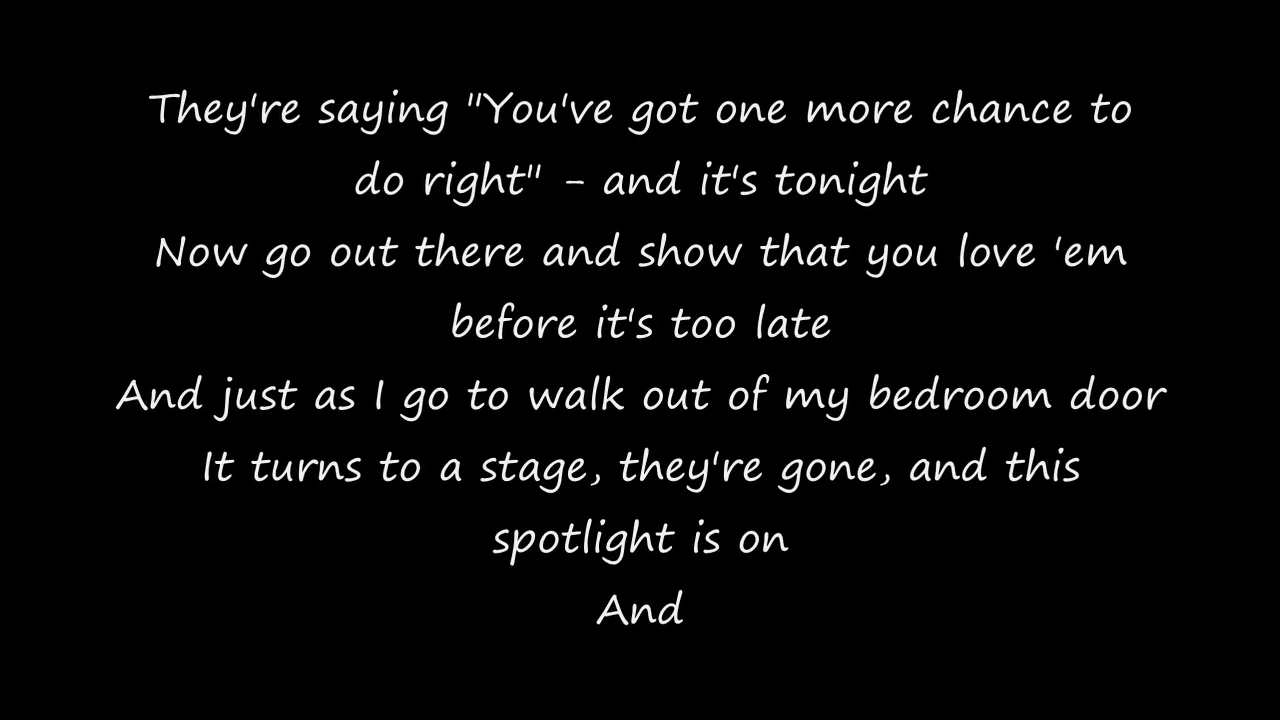 They're saying "You've got one more chance to
do right" - and it's tonight
Now go out there and show that you love 'em
before it's too late
And just as I go to walk out of my bedroom door
It turns to a stage, they're gone, and this
spotlight is on
And